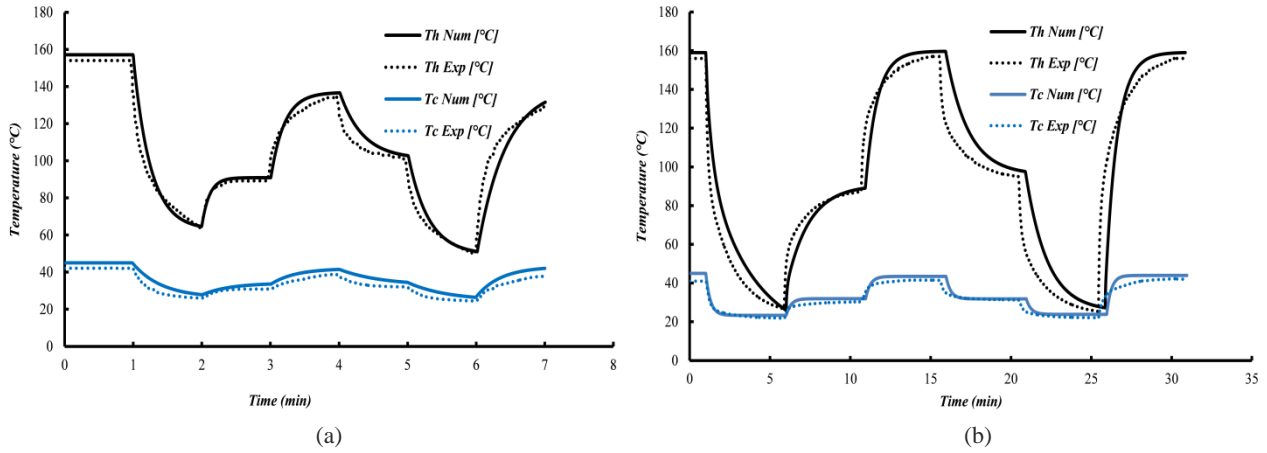 180
160
140
120
100
80
60
40
20
0
Temperature (°C)
0 1 2 3 4 5 6 7 8
Time (min)
Th Num [°C]
Th Exp [°C]
Tc Num [°C]
Tc Exp [°C]
(a)
180
160
140
120
100
80
60
40
20
0
Temperature (°C)
0 5 10 15 20 25 30 35
Time (min)
Th Num [°C]
Th Exp [°C]
Tc Num [°C]
Tc Exp [°C]
(b)